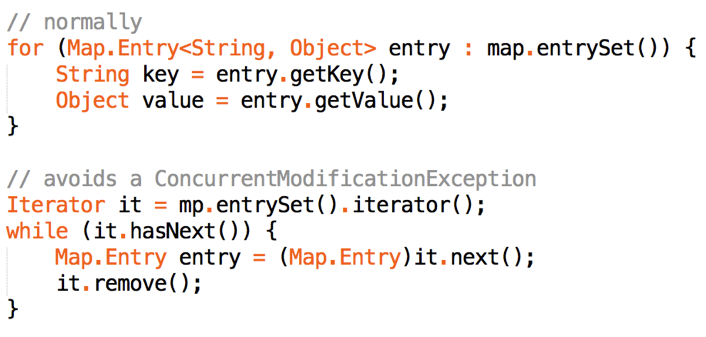 // normally
for (Map.Entry<String, Object> entry : map.entrySet()) {
    String key = entry.getKey();
    Object value = entry.getValue();
}

// avoids a ConcurrentModificationException
Iterator it = mp.entrySet().iterator();
while (it.hasNext()) {
    Map.Entry entry = (Map.Entry)it.next();
    it.remove();
}